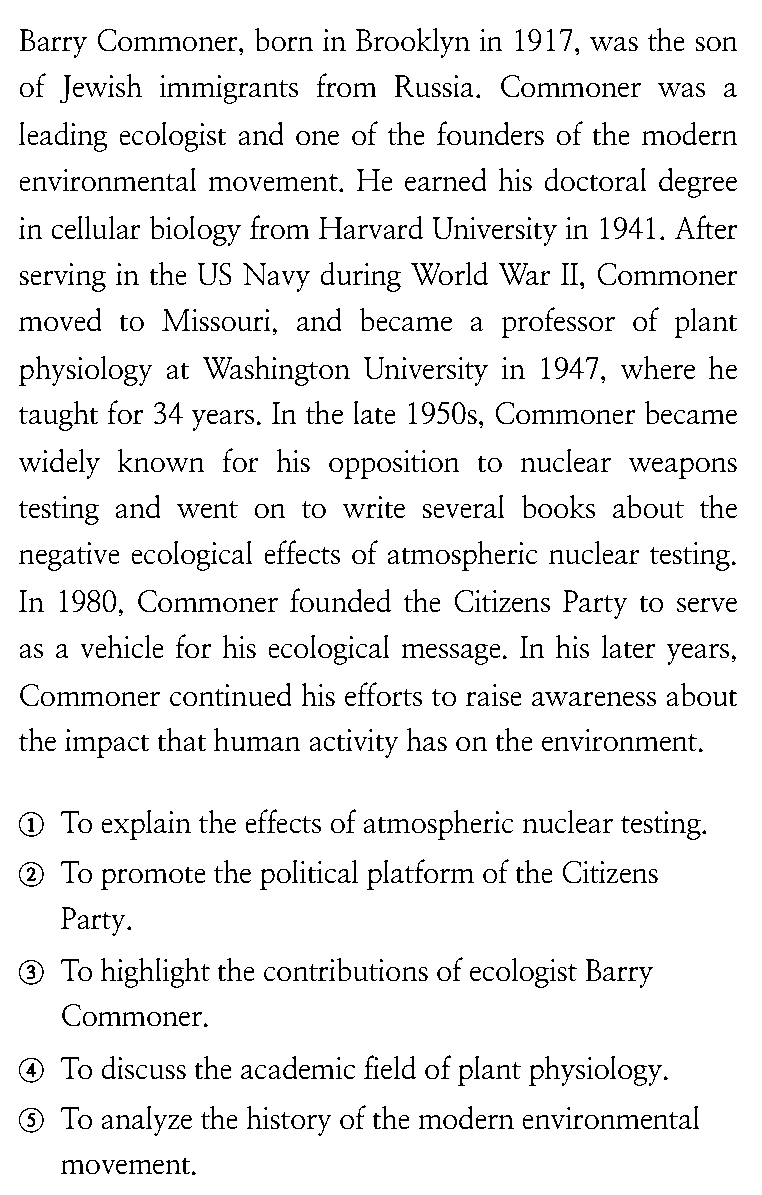 Barry Commoner, born in Brooklyn in 1917, was the son
of Jewish immigrants from Russia. Commoner was a
leading ecologist and one of the founders of the modern
environmental movement. He earned his doctoral degree
in cellular biology from Harvard University in 1941. After
serving in the US Navy during World War II, Commoner
moved to Missouri, and became a professor of plant
physiology at Washington University in 1947, where he
taught for 34 years. In the late 1950s, Commoner became
widely known for his opposition to nuclear weapons
testing and went on to write several books about the
negative ecological effects of atmospheric nuclear testing.
In 1980, Commoner founded the Citizens Party to serve
as a vehicle for his ecological message. In his later years,
Commoner continued his efforts to raise awareness about
the impact that human activity has on the environment.
① To explain the effects of atmospheric nuclear testing.
② To promote the political platform of the Citizens
Party.
③ To highlight the contributions of ecologist Barry
Commoner.
④ To discuss the academic field of plant physiology.
⑤ To analyze the history of the modern environmental
movement.